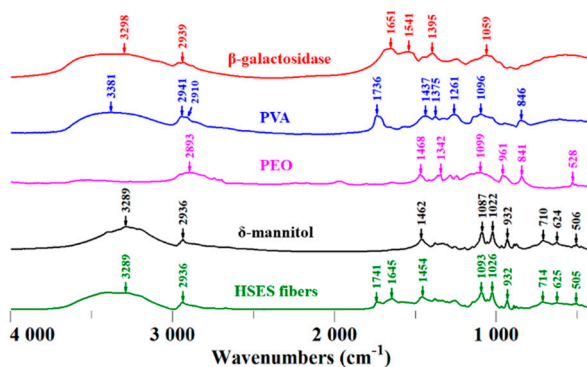 3298 2939 1651 1541 1395 1059
β-galactosidase
3381 2941 2910 1736 1437 1375 1261 1096 846
PVA
2893 1468 1342 1099 961 841 528
PEO
3289 2936 1462 1087 1022 932 710 624 506
δ-mannitol
3289 2936 1741 1645 1454 1093 1026 932 714 625 505
HSES fibers
4 000 3 000 2 000 1 000
Wavenumbers (cm⁻¹)